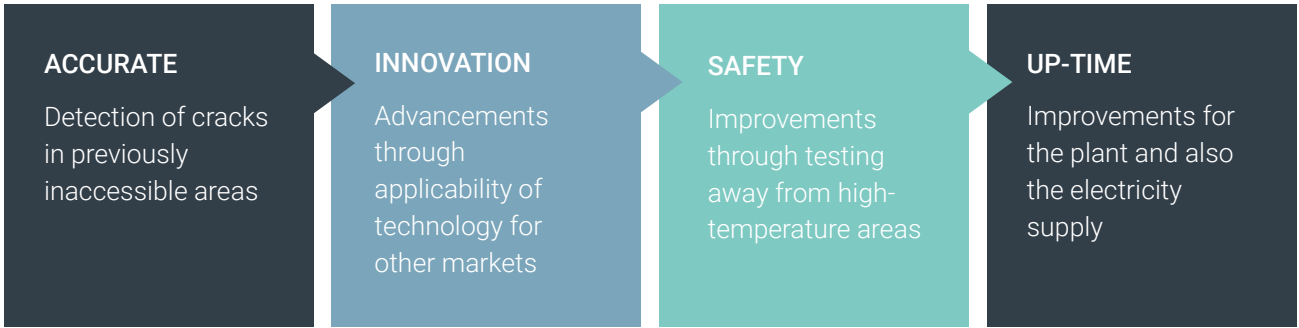 ACCURATE
Detection of cracks
in previously
inaccessible areas
INNOVATION
Advancements
through
applicability of
technology for
other markets
SAFETY
Improvements
through testing
away from high-
temperature areas
UP-TIME
Improvements for
the plant and also
the electricity
supply